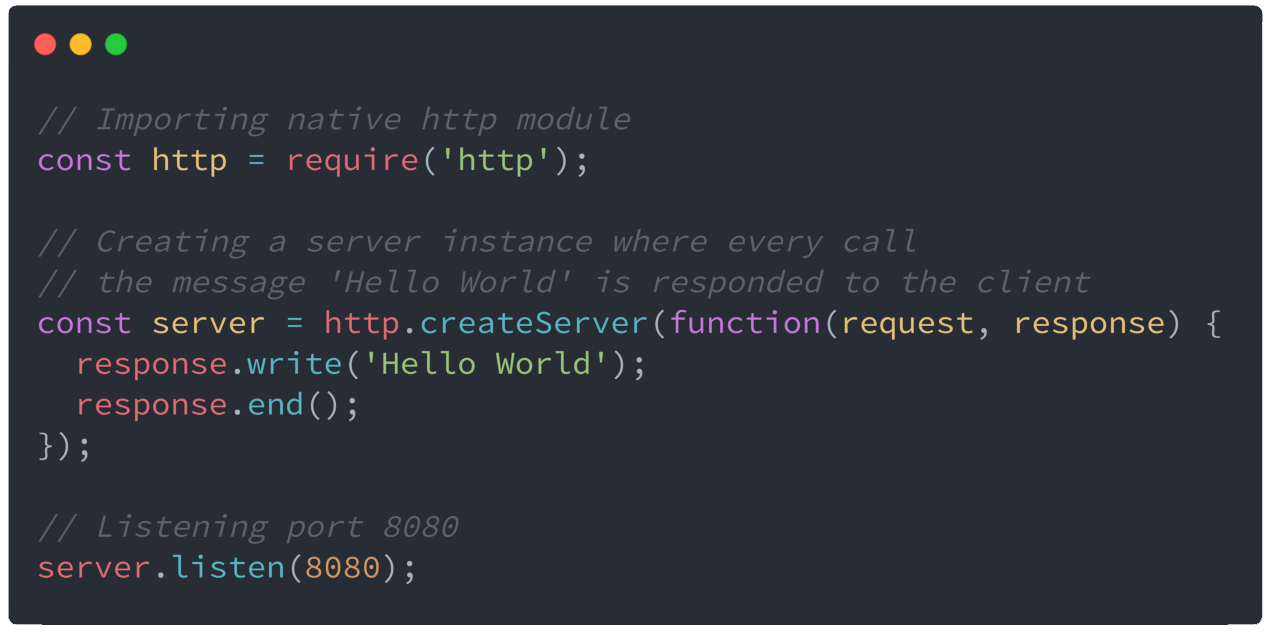 // Importing native http module
const http = require('http');
// Creating a server instance where every call
// the message 'Hello World' is responded to the client
const server = http.createServer(function(request, response) {
  response.write('Hello World');
  response.end();
});
// Listening port 8080
server.listen(8080);